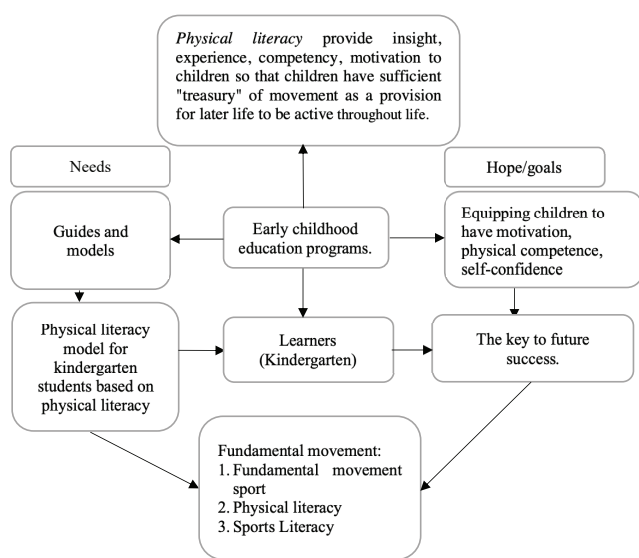 Physical literacy provide insight,
experience, competency, motivation to
children so that children have sufficient
"treasury" of movement as a provision
for later life to be active throughout life.
Needs
Hope/goals
Guides and
models
Early childhood
education programs.
Equipping children to
have motivation,
physical competence,
self-confidence
Physical literacy
model for
kindergarten
students based on
physical literacy
Learners
(Kindergarten)
The key to future
success.
Fundamental movement:
1. Fundamental movement
sport
2. Physical literacy
3. Sports Literacy